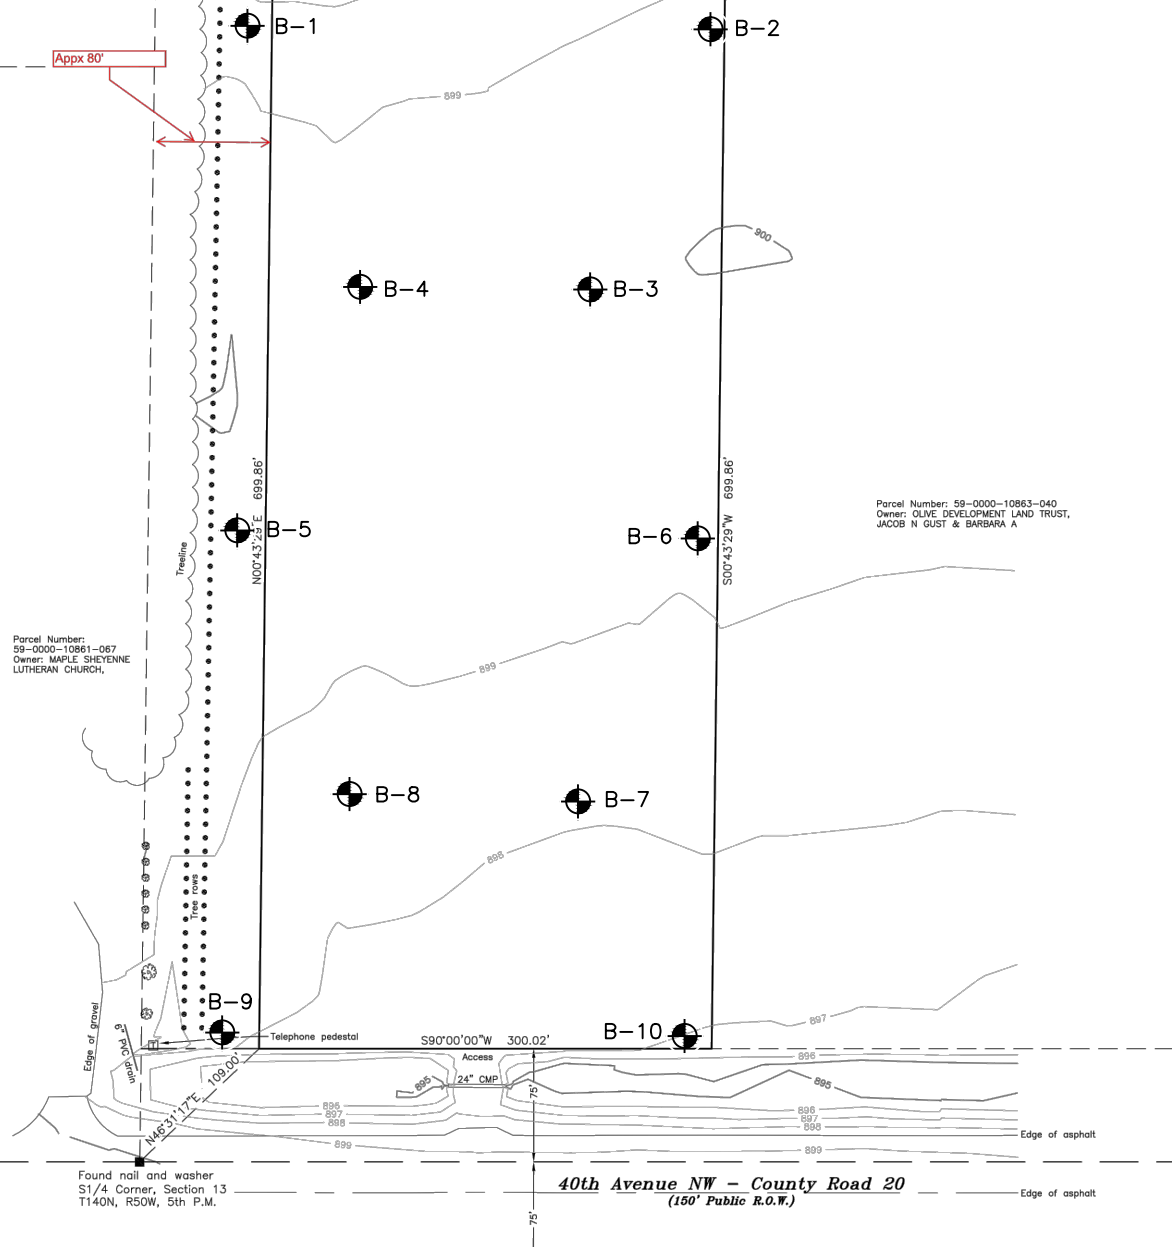 B-1
B-2
Appx 80'
899
900
B-4
B-3
N00°43'29"E 699.86'
S00°43'29"W 699.86'
Parcel Number: 59-0000-10863-040
Owner: OLIVE DEVELOPMENT LAND TRUST,
JACOB N GUST & BARBARA A
B-5
B-6
Treeline
Parcel Number:
59-0000-10861-067
Owner: MAPLE SHEYENNE
LUTHERAN CHURCH,
899
B-8
B-7
898
Tree rows
B-9
B-10
897
Edge of gravel
6" PVC drain
T
Telephone pedestal
S90°00'00"W 300.02'
Access
896
24" CMP
895
895
75'
N46°31'17"E 109.00'
896
897
898
899
896
897
898
899
Edge of asphalt
Found nail and washer
S1/4 Corner, Section 13
T140N, R50W, 5th P.M.
40th Avenue NW - County Road 20
(150' Public R.O.W.)
Edge of asphalt
75'